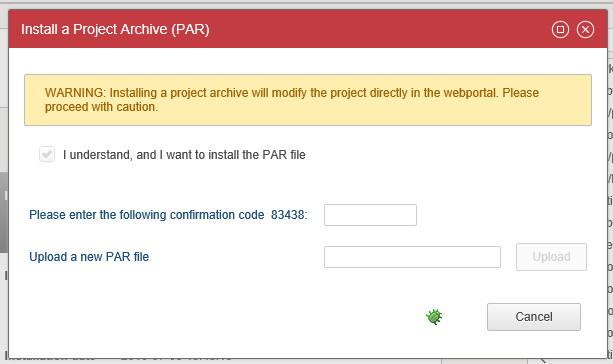 Install a Project Archive (PAR)
WARNING: Installing a project archive will modify the project directly in the webportal. Please
proceed with caution.
I understand, and I want to install the PAR file
Please enter the following confirmation code 83438:
Upload a new PAR file
Upload
Cancel